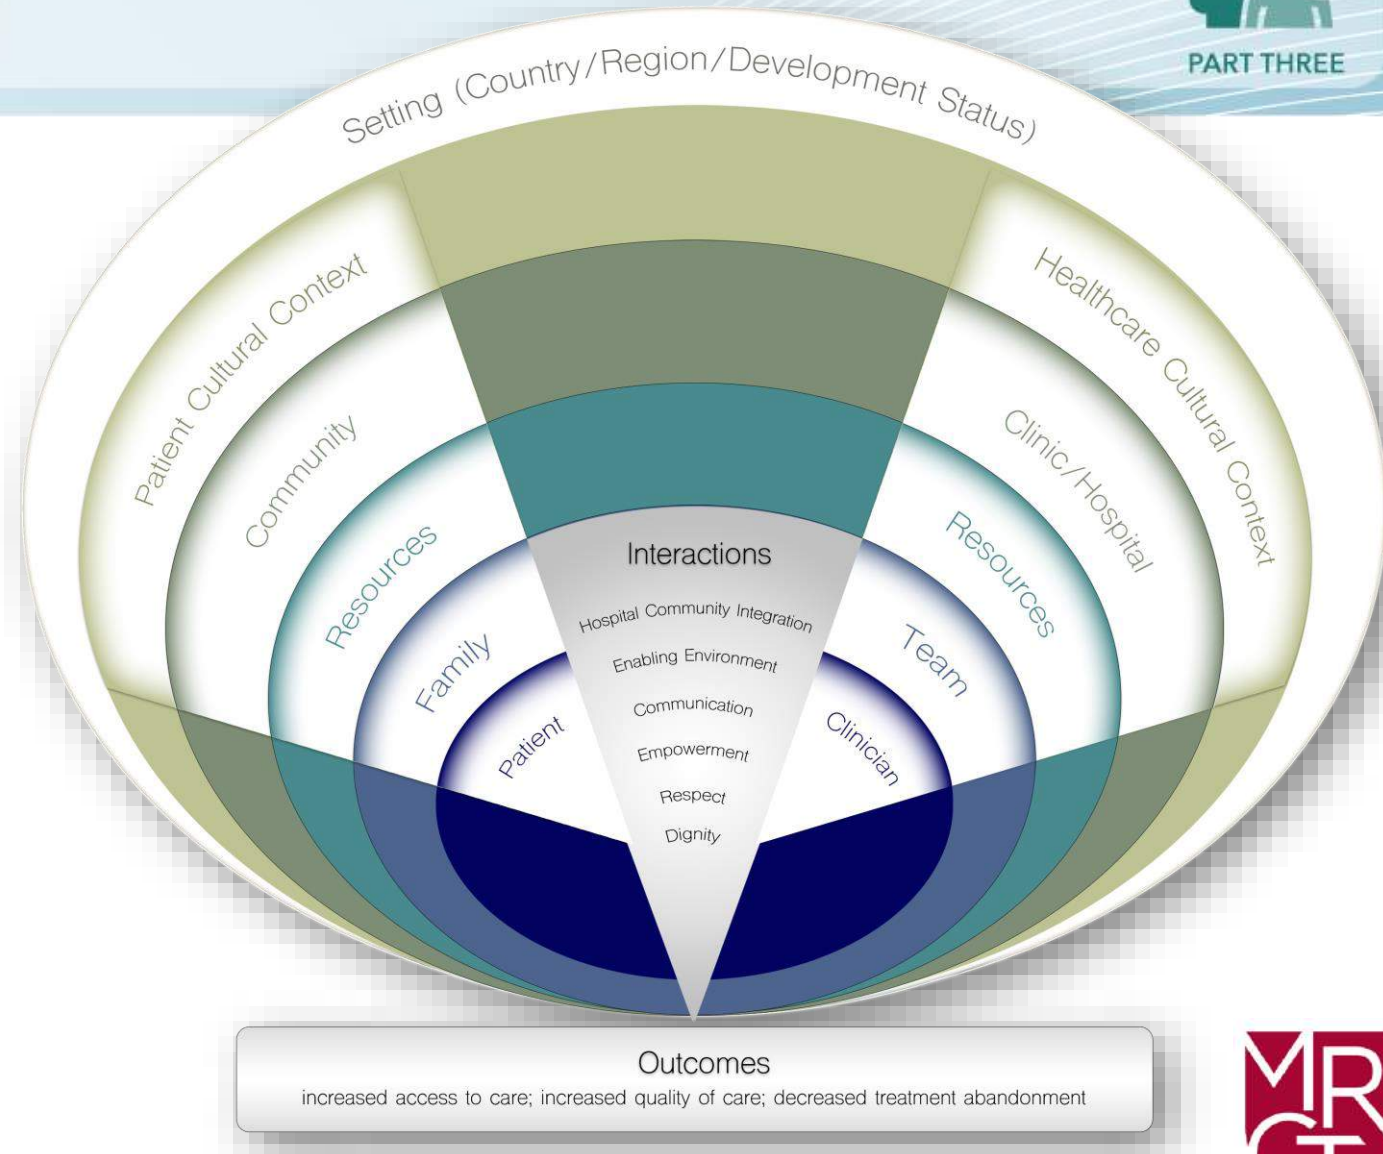 PART THREE
Setting (Country/Region/Development Status)
Patient Cultural Context
Community
Resources
Family
Patient
Healthcare Cultural Context
Clinic/Hospital
Resources
Team
Clinician
Interactions
Hospital Community Integration
Enabling Environment
Communication
Empowerment
Respect
Dignity
Outcomes
increased access to care; increased quality of care; decreased treatment abandonment
MR
CT